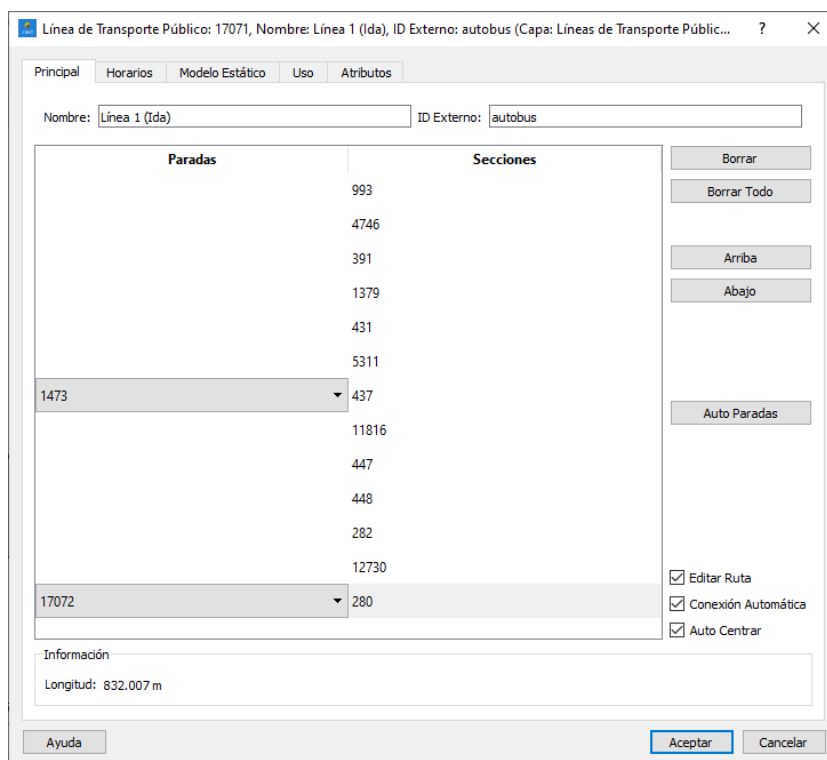 Línea de Transporte Público: 17071, Nombre: Línea 1 (Ida), ID Externo: autobus (Capa: Líneas de Transporte Públic... ?
Principal Horarios Modelo Estático Uso Atributos
Nombre: Línea 1 (Ida) ID Externo: autobus
Paradas Secciones Borrar
993 Borrar Todo
4746
391 Arriba
1379 Abajo
431
5311
1473 437 Auto Paradas
11816
447
448
282
12730 Editar Ruta
17072 280 Conexión Automática
Auto Centrar
Información
Longitud: 832.007 m
Ayuda Aceptar Cancelar